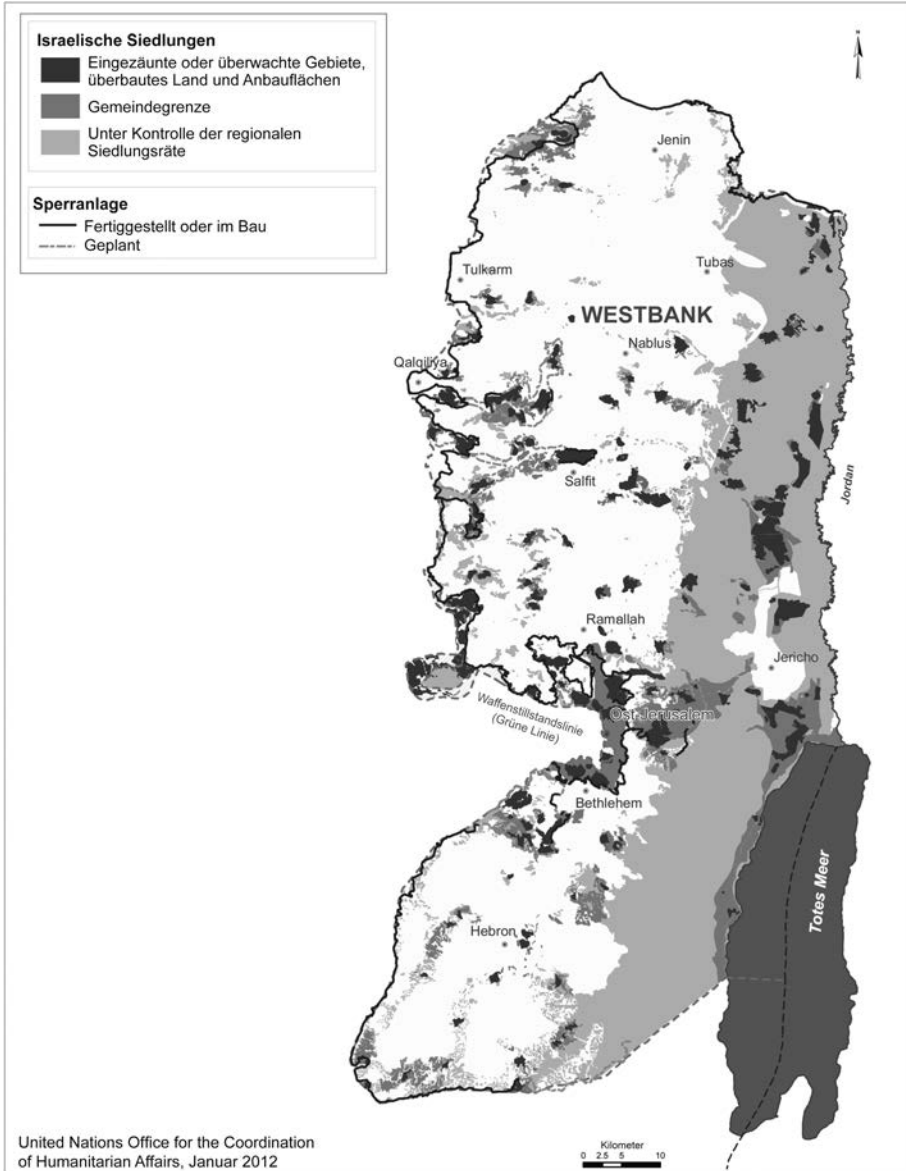 Israelische Siedlungen
Eingezäunte oder überwachte Gebiete,
überbautes Land und Anbauflächen
Gemeindegrenze
Unter Kontrolle der regionalen
Siedlungsräte
Sperranlage
Fertiggestellt oder im Bau
Geplant
N
Jenin
Tulkarm
Tubas
WESTBANK
Nablus
Qalqiliya
Salfit
Jordan
Ramallah
Jericho
Waffenstillstandslinie
(Grüne Linie)
Ost-Jerusalem
Bethlehem
Totes Meer
Hebron
United Nations Office for the Coordination
of Humanitarian Affairs, Januar 2012
Kilometer
0 2.5 5 10